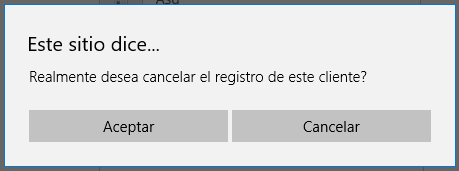 Este sitio dice...
Realmente desea cancelar el registro de este cliente?
Aceptar
Cancelar